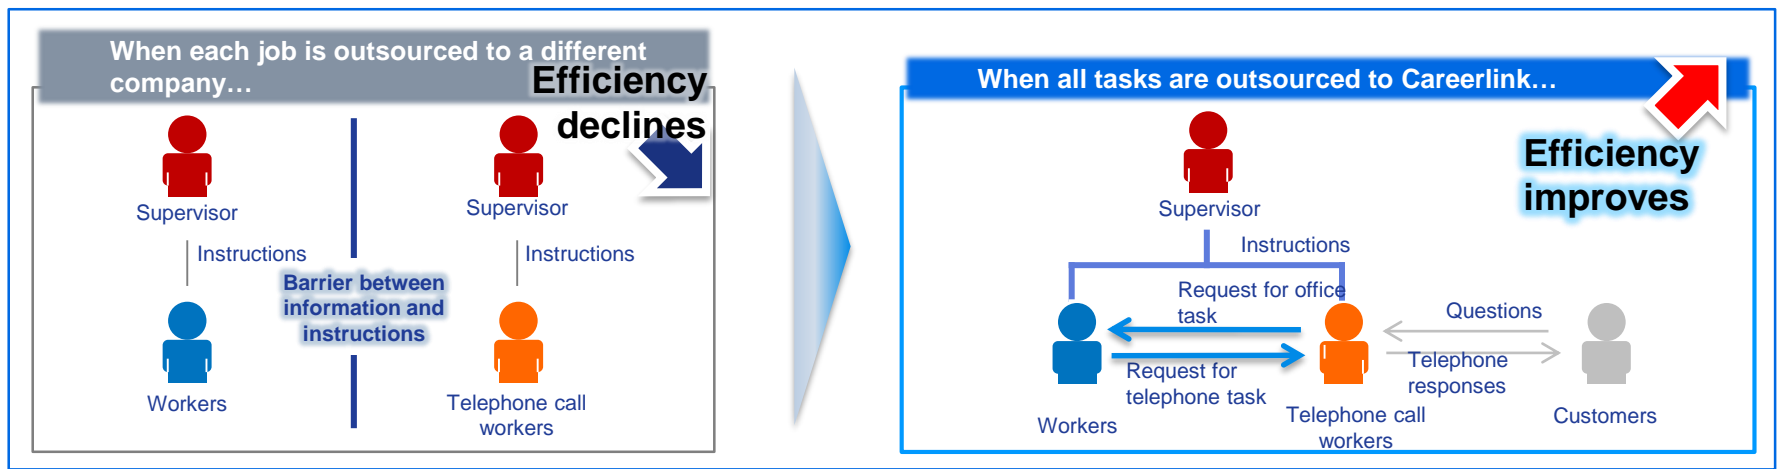 When each job is outsourced to a different
company…
Efficiency
declines
Supervisor
Supervisor
Instructions
Instructions
Barrier between
information and
instructions
Workers
Telephone call
workers
When all tasks are outsourced to Careerlink…
Efficiency
improves
Supervisor
Instructions
Request for office
task
Questions
Request for
telephone task
Telephone
responses
Workers
Telephone call
workers
Customers